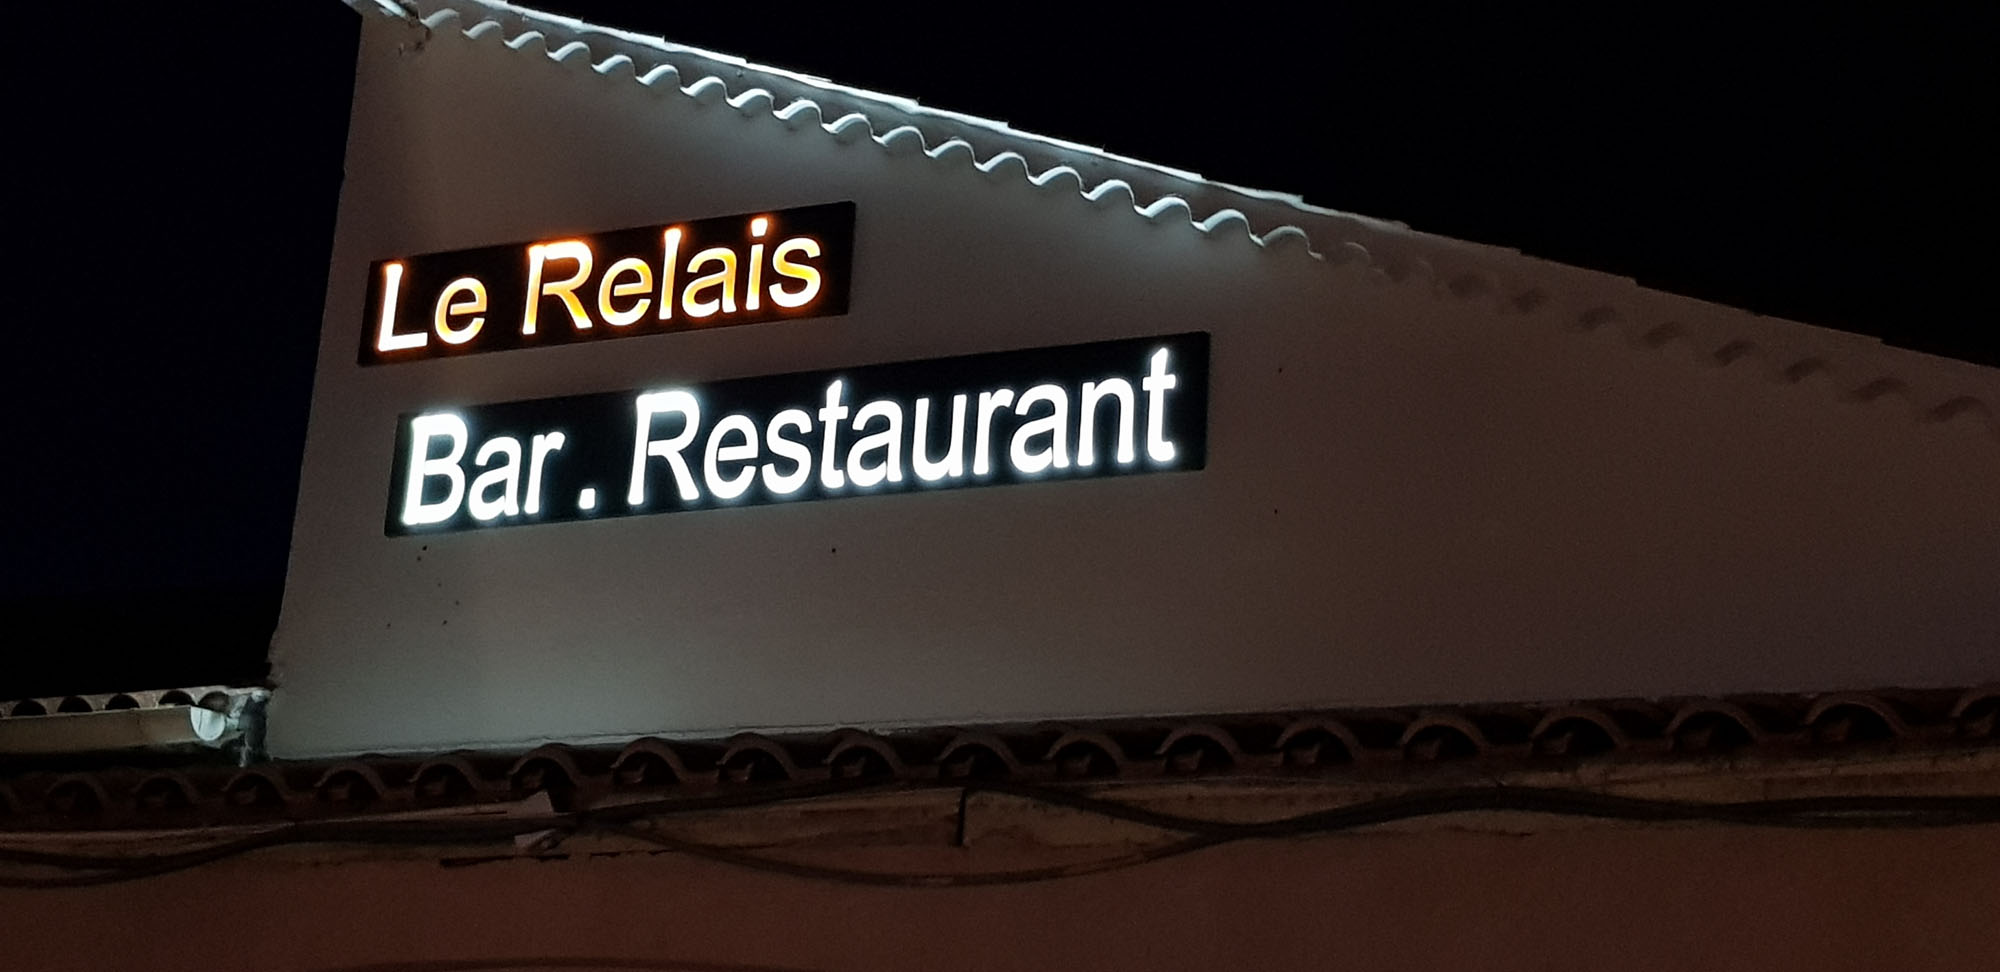 Le Relais
Bar . Restaurant